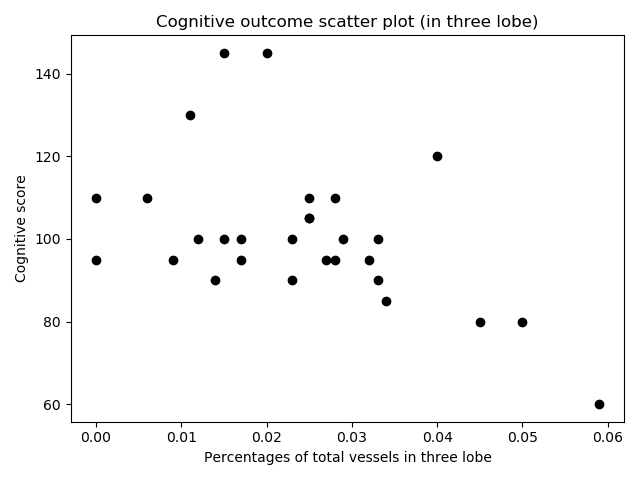 Cognitive outcome scatter plot (in three lobe)
140
120
100
80
60
Cognitive score
0.00 0.01 0.02 0.03 0.04 0.05 0.06
Percentages of total vessels in three lobe